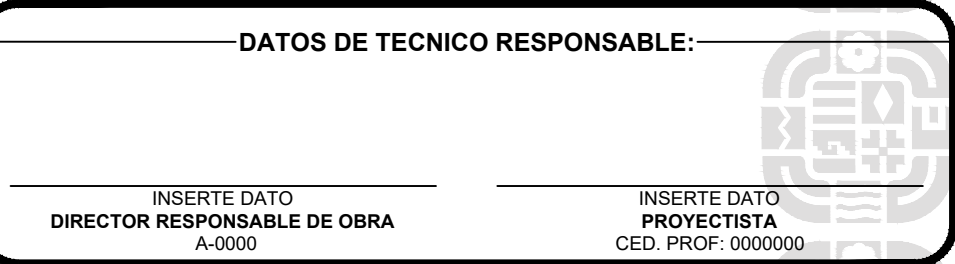 DATOS DE TECNICO RESPONSABLE:
INSERTE DATO
DIRECTOR RESPONSABLE DE OBRA
A-0000
INSERTE DATO
PROYECTISTA
CED. PROF: 0000000